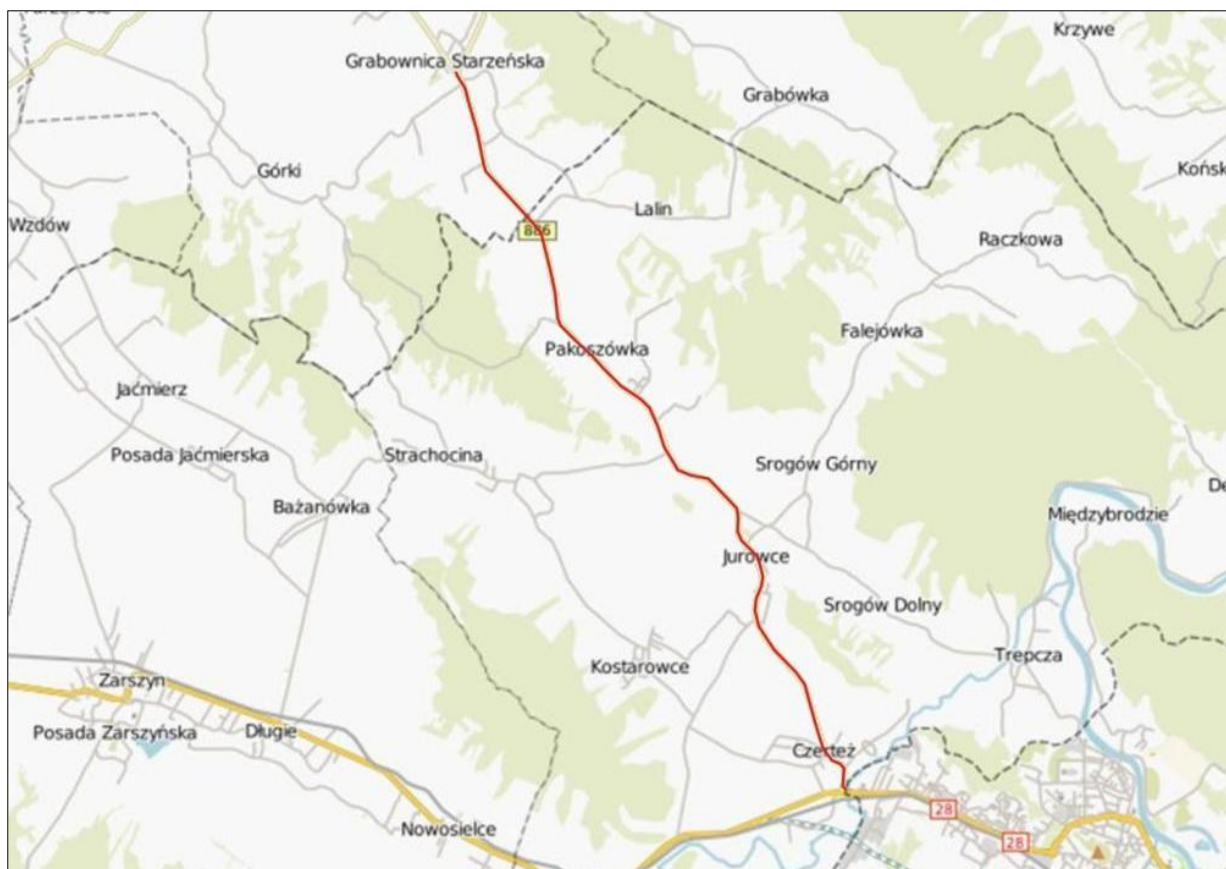 Krzywe
Grabownica Starzeńska
Grabówka
Końsk
Górki
Lalin
Wzdów
886
Raczkowa
Falejówka
Pakoszówka
Jaćmierz
Posada Jaćmierska
Strachocina
Srogów Górny
Bażanówka
De
Międzybrodzie
Jurowce
Srogów Dolny
Trepcza
Kostarowce
Zarszyn
Posada Zarszyńska
Długie
Czerteż
28
Nowosielce
28